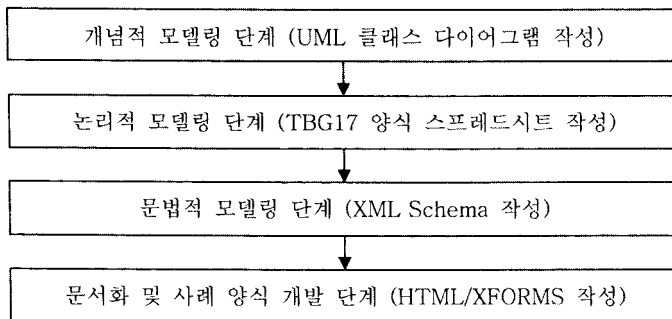 개념적 모델링 단계 (UML 클래스 다이어그램 작성)
논리적 모델링 단계 (TBG17 양식 스프레드시트 작성)
문법적 모델링 단계 (XML Schema 작성)
문서화 및 사례 양식 개발 단계 (HTML/XFORMS 작성)